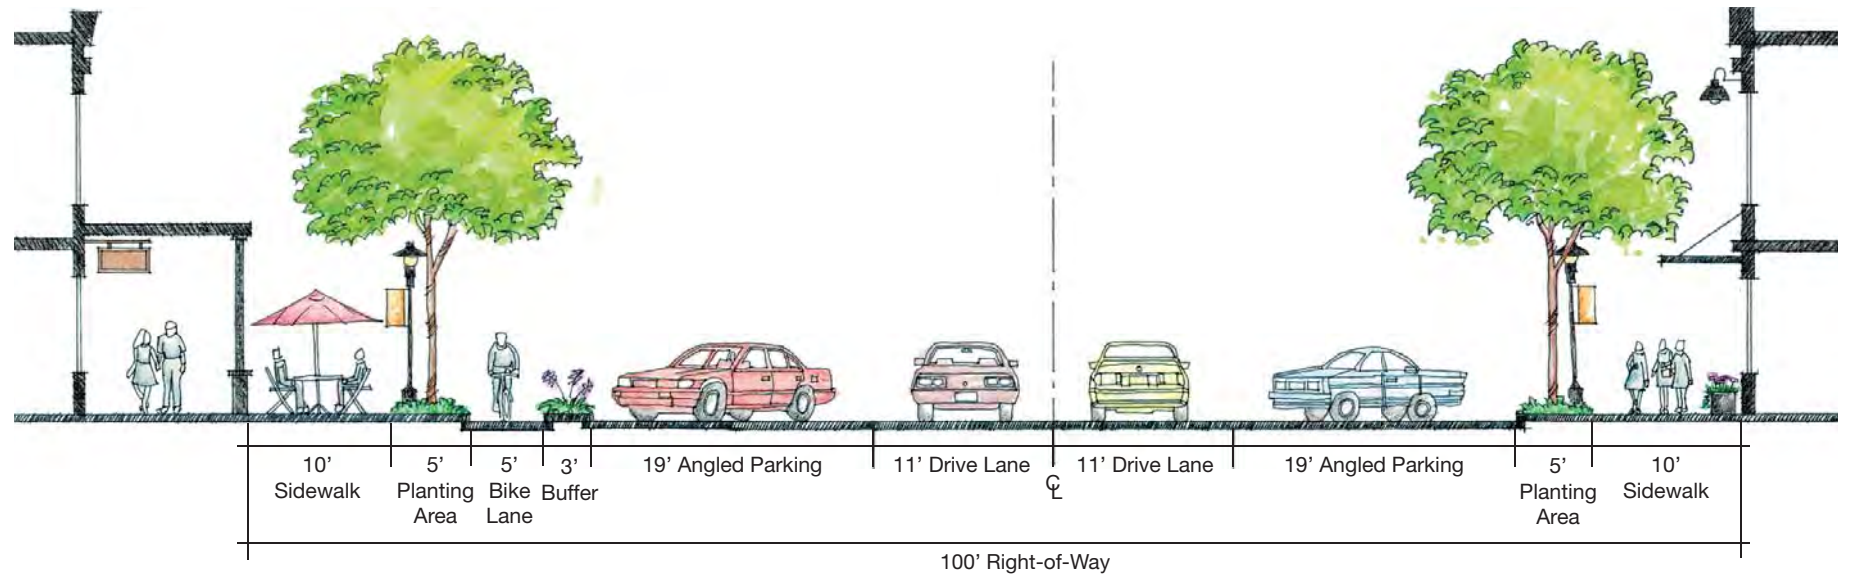 10’
Sidewalk
5’
Planting
Area
5’
Bike
Lane
3’
Buffer
19’ Angled Parking
11’ Drive Lane
℄
11’ Drive Lane
19’ Angled Parking
5’
Planting
Area
10’
Sidewalk
100’ Right-of-Way